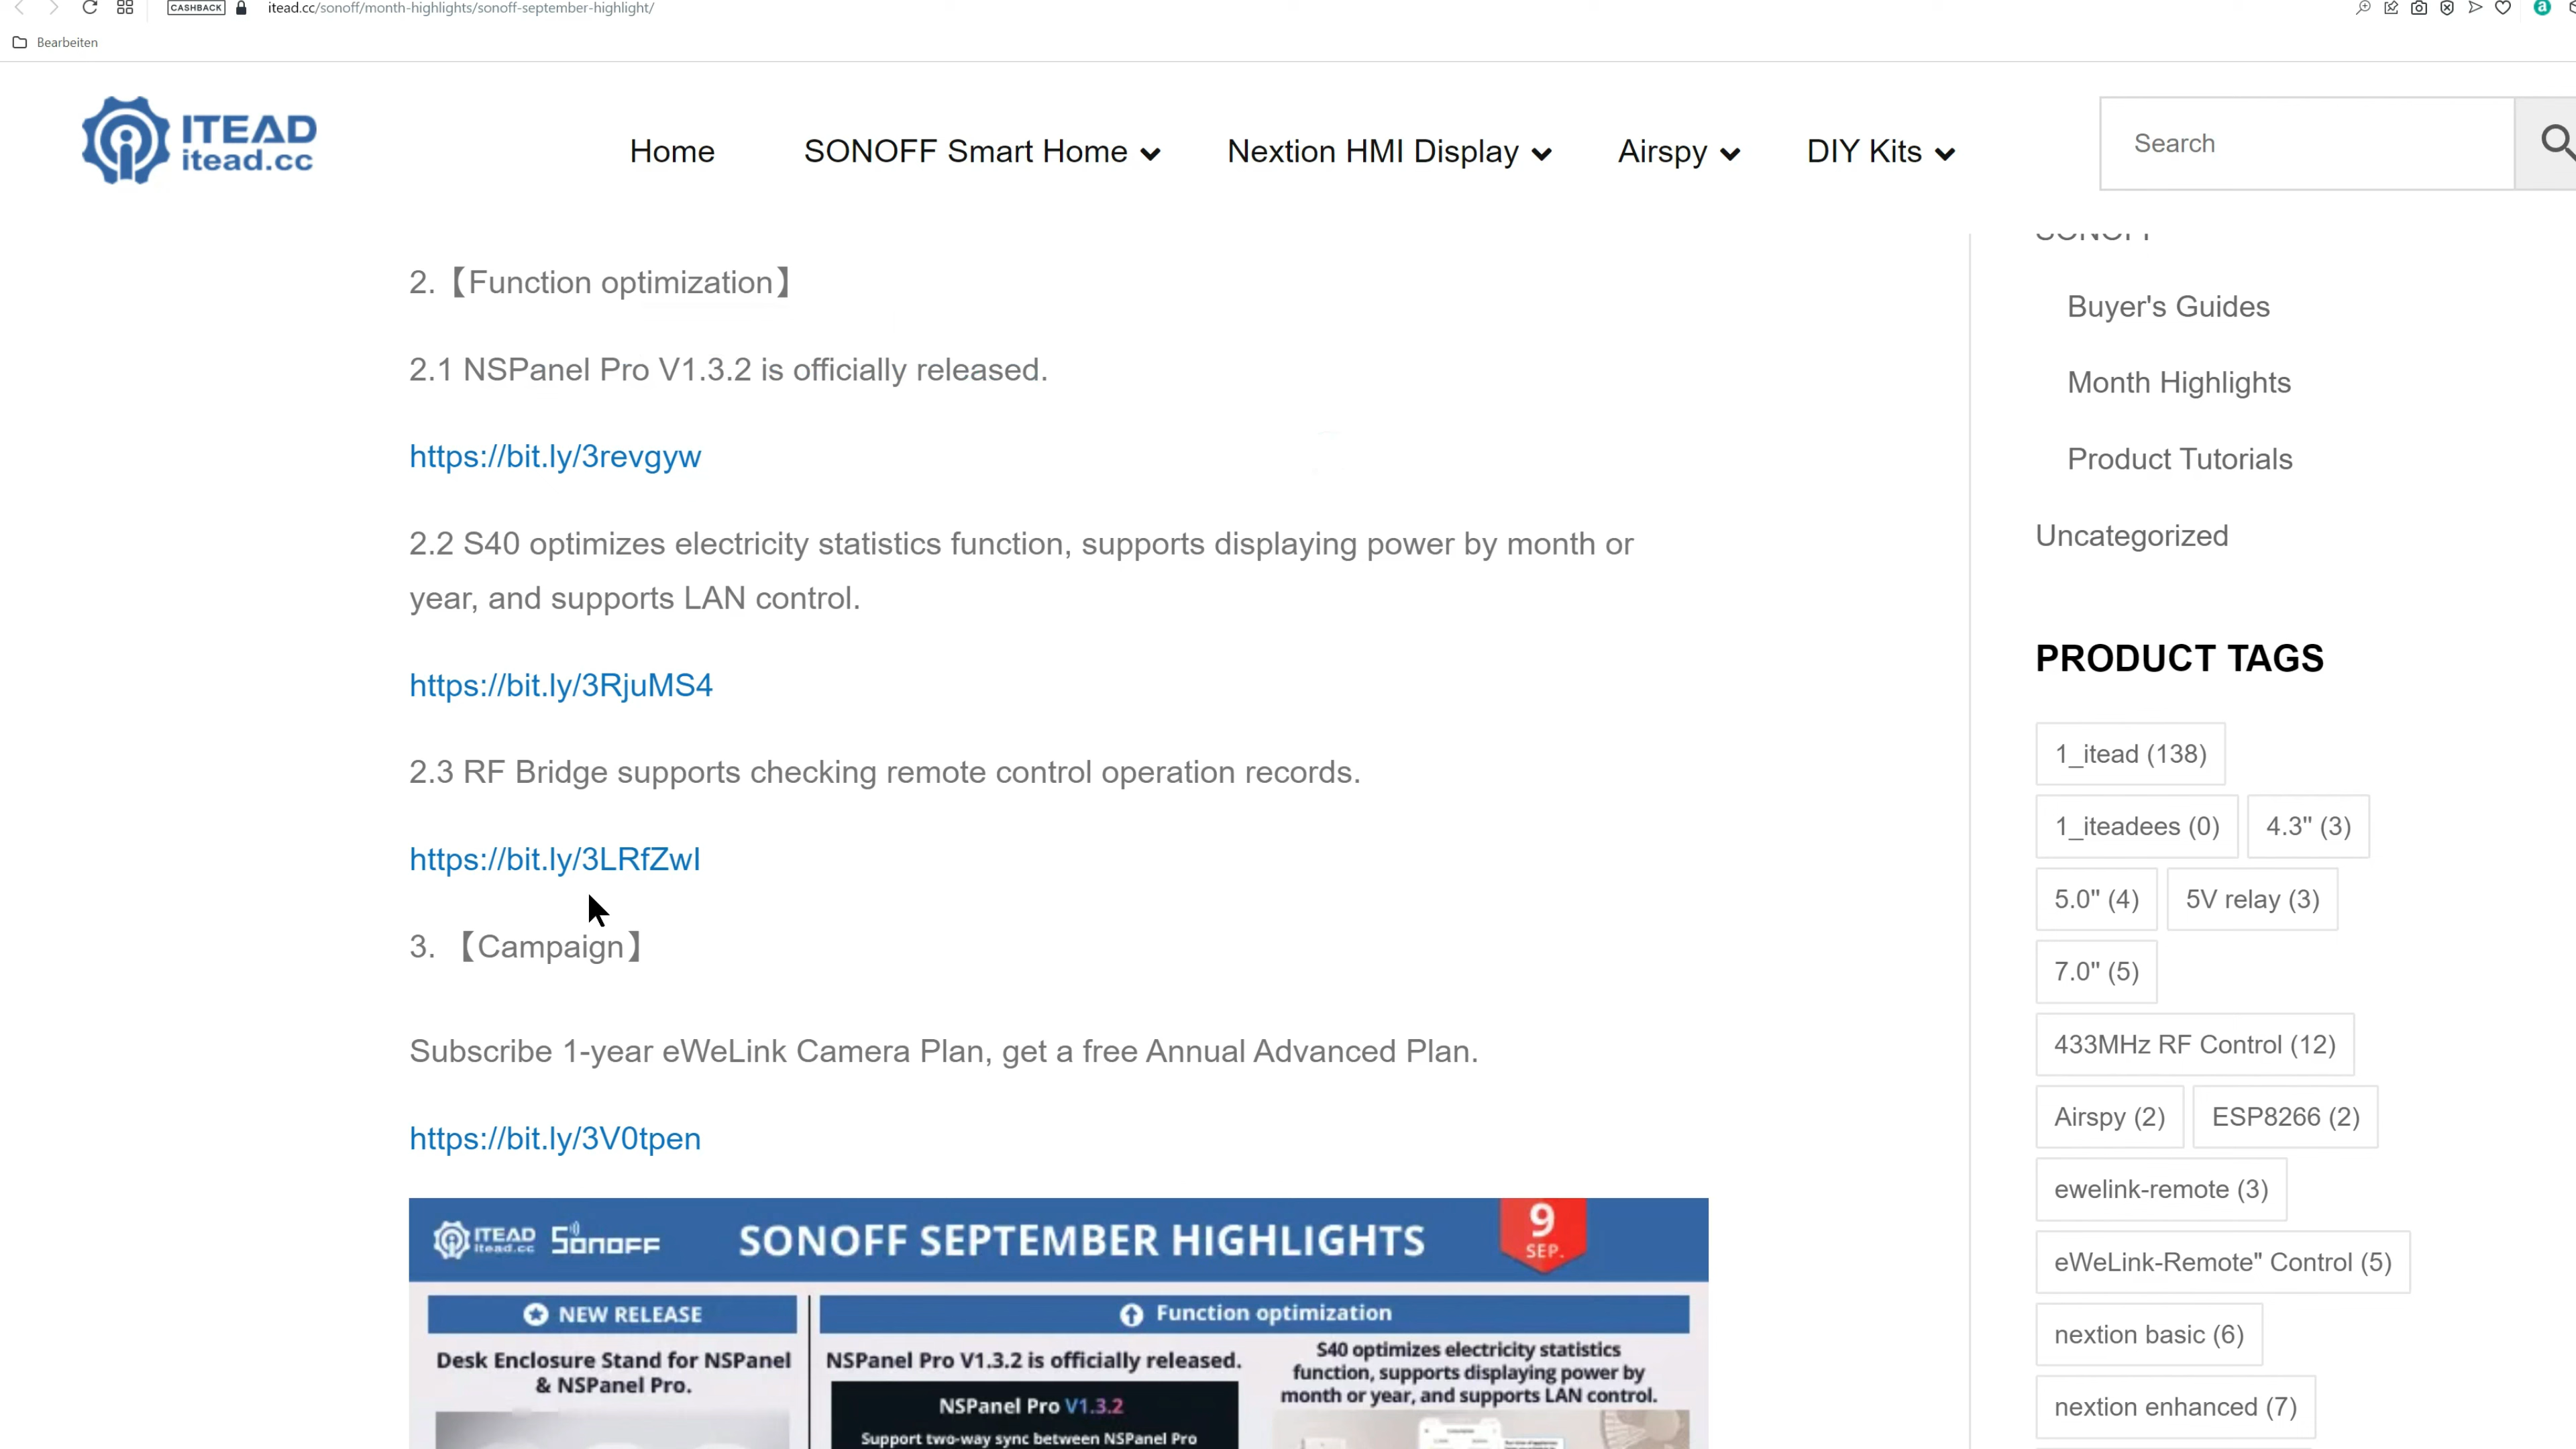 CASHBACK
itead.cc/sonoff/month-highlights/sonoff-september-highlight/
a
Bearbeiten
ITEAD
itead.cc
Home
SONOFF Smart Home
Nextion HMI Display
Airspy
DIY Kits
Search
2.【Function optimization】
2.1 NSPanel Pro V1.3.2 is officially released.
https://bit.ly/3revgyw
2.2 S40 optimizes electricity statistics function, supports displaying power by month or
year, and supports LAN control.
https://bit.ly/3RjuMS4
2.3 RF Bridge supports checking remote control operation records.
https://bit.ly/3LRfZwI
3. 【Campaign】
Subscribe 1-year eWeLink Camera Plan, get a free Annual Advanced Plan.
https://bit.ly/3V0tpen
ITEAD
itead.cc
SONOFF
SONOFF SEPTEMBER HIGHLIGHTS
9
SEP.
NEW RELEASE
Desk Enclosure Stand for NSPanel
& NSPanel Pro.
Function optimization
NSPanel Pro V1.3.2 is officially released.
NSPanel Pro V1.3.2
Support two-way sync between NSPanel Pro
S40 optimizes electricity statistics
function, supports displaying power by
month or year, and supports LAN control.
SONOFF
Buyer's Guides
Month Highlights
Product Tutorials
Uncategorized
PRODUCT TAGS
1_itead (138)
1_iteadees (0)
4.3" (3)
5.0" (4)
5V relay (3)
7.0" (5)
433MHz RF Control (12)
Airspy (2)
ESP8266 (2)
ewelink-remote (3)
eWeLink-Remote" Control (5)
nextion basic (6)
nextion enhanced (7)